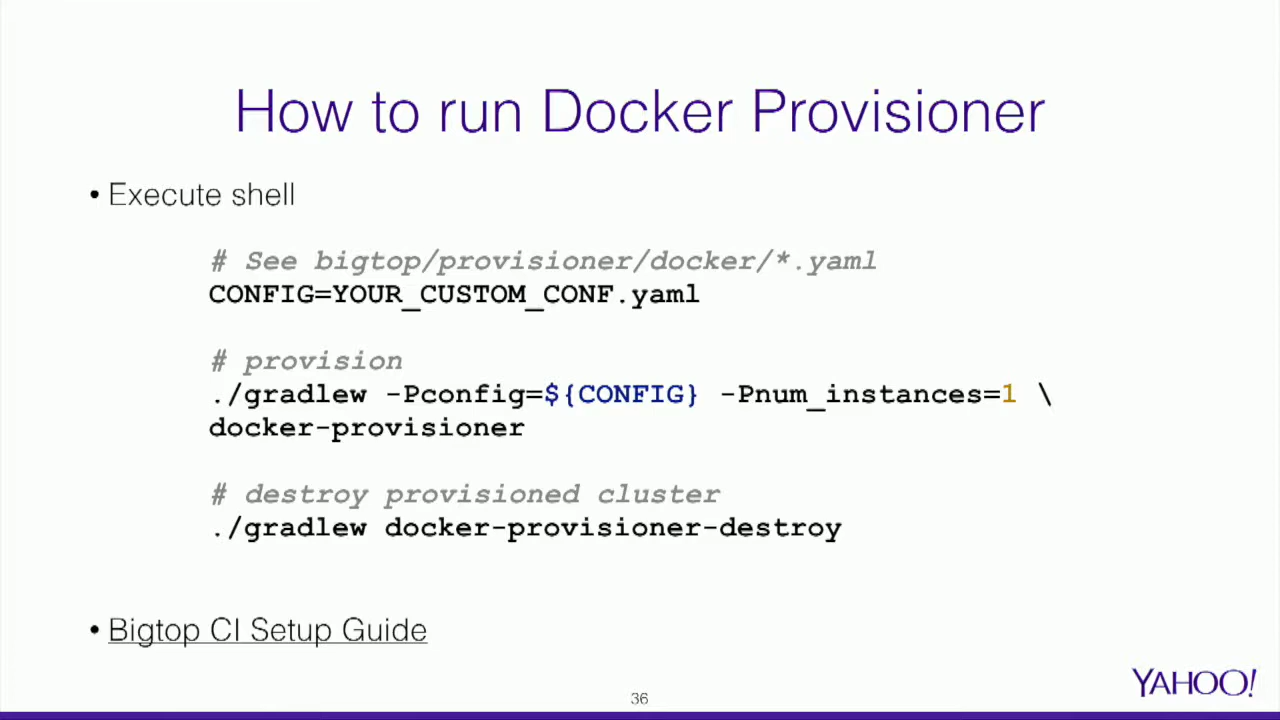 How to run Docker Provisioner
• Execute shell
# See bigtop/provisioner/docker/*.yaml
CONFIG=YOUR_CUSTOM_CONF.yaml
# provision
./gradlew -Pconfig=${CONFIG} -Pnum_instances=1 \
docker-provisioner
# destroy provisioned cluster
./gradlew docker-provisioner-destroy
• Bigtop CI Setup Guide
36
YAHOO!